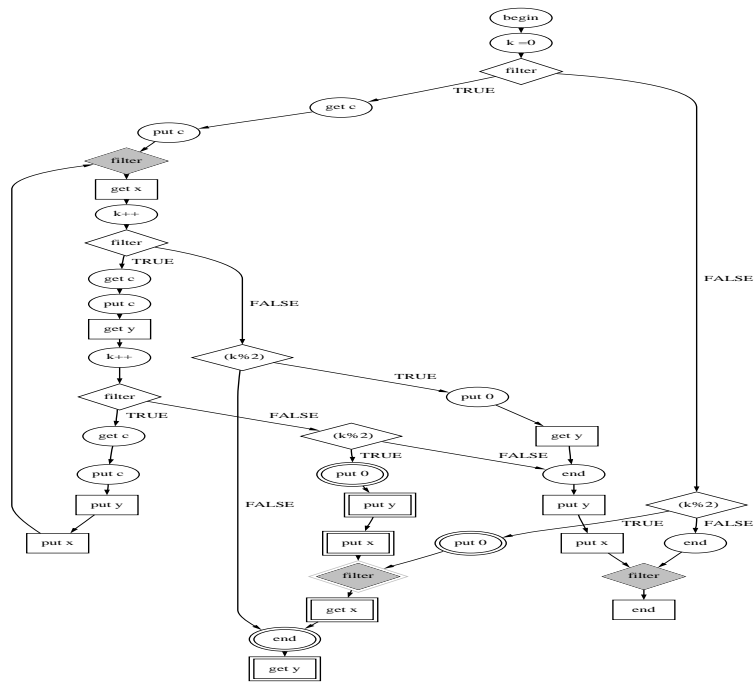 begin
k =0
filter
TRUE
get c
put c
filter
get x
k++
filter
TRUE
get c
FALSE
put c
FALSE
get y
k++
(k%2)
TRUE
filter
put 0
TRUE
FALSE
get c
(k%2)
get y
TRUE
FALSE
put c
put 0
end
FALSE
put y
put y
put y
(k%2)
TRUE
FALSE
put x
put x
put 0
put x
end
filter
filter
get x
end
end
get y